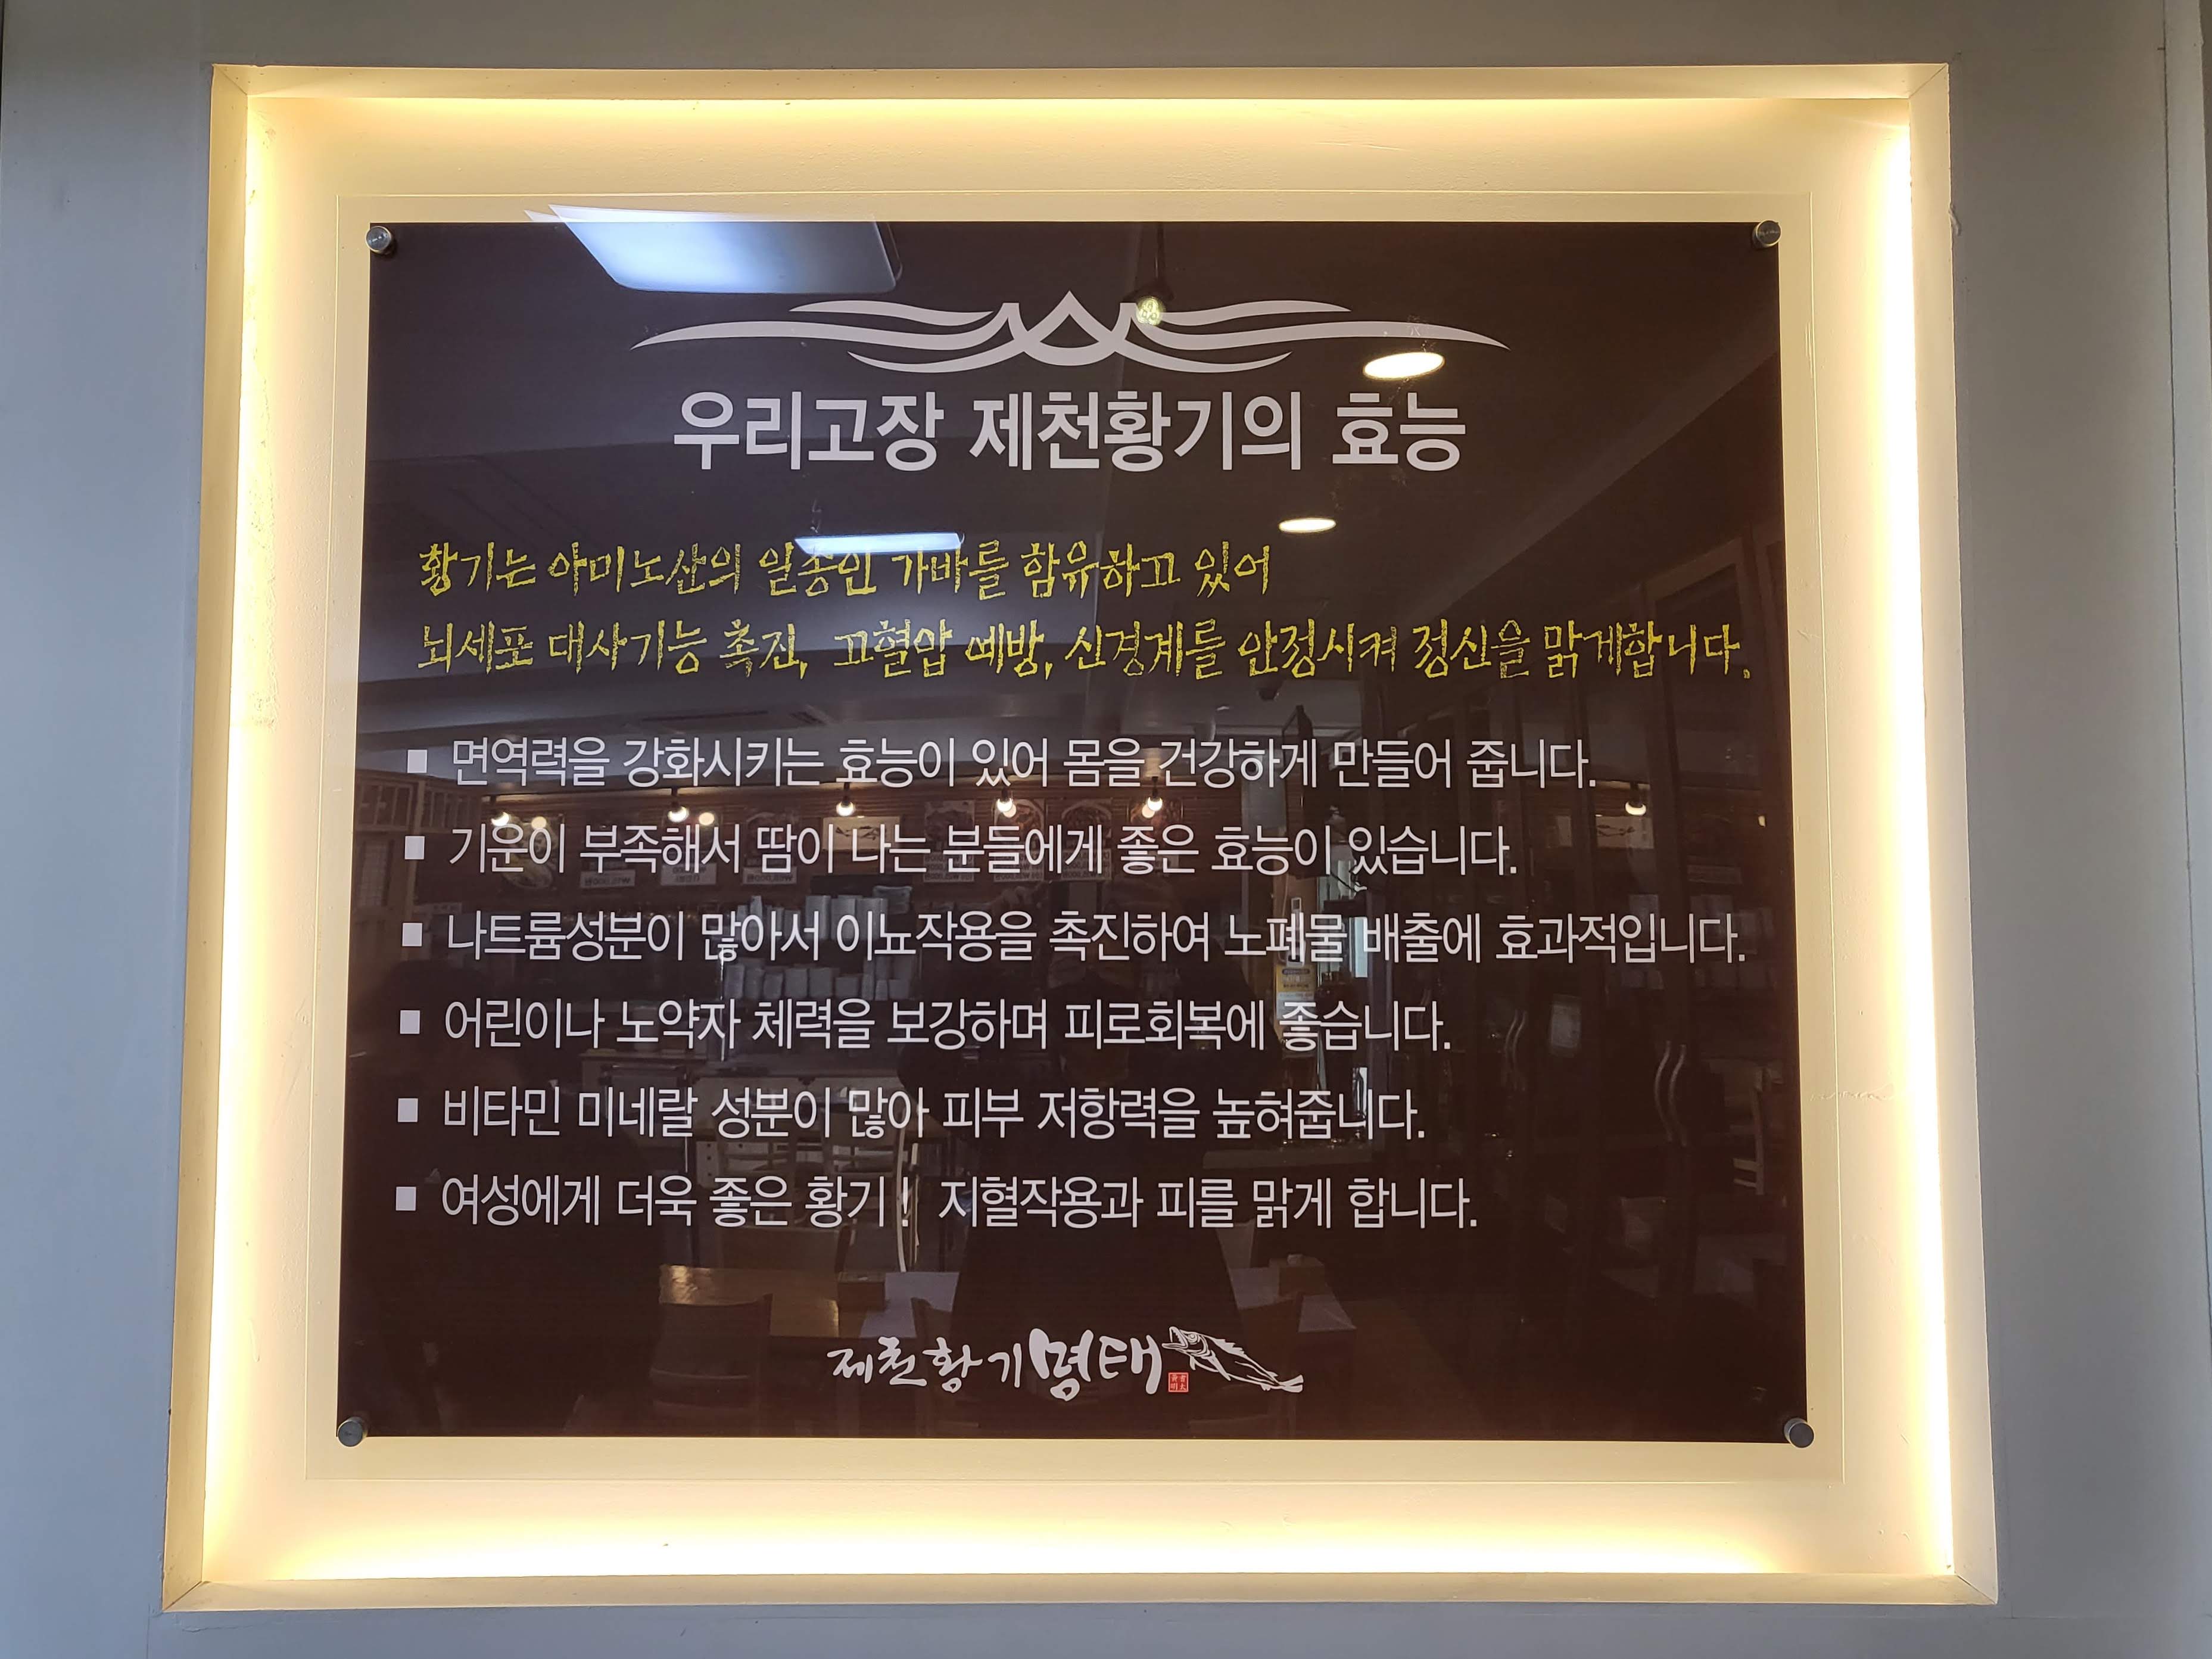 우리고장 제천황기의 효능
황기는 아미노산의 일종인 가바를 함유하고 있어
뇌세포 대사기능 촉진, 고혈압 예방, 신경계를 안정시켜 정신을 맑게합니다.
■ 면역력을 강화시키는 효능이 있어 몸을 건강하게 만들어 줍니다.
■ 기운이 부족해서 땀이 나는 분들에게 좋은 효능이 있습니다.
■ 나트륨성분이 많아서 이뇨작용을 촉진하여 노폐물 배출에 효과적입니다.
■ 어린이나 노약자 체력을 보강하며 피로회복에 좋습니다.
■ 비타민 미네랄 성분이 많아 피부 저항력을 높혀줍니다.
■ 여성에게 더욱 좋은 황기! 지혈작용과 피를 맑게 합니다.
제천황기명태